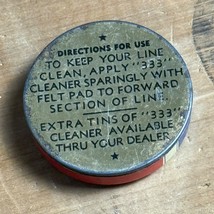 DIRECTIONS FOR USE
TO KEEP YOUR LINE
CLEAN, APPLY "333"
CLEANER SPARINGLY WITH
FELT PAD TO FORWARD
SECTION OF LINE
EXTRA TINS OF "333"
CLEANER AVAILABLE
THRU YOUR DEALER